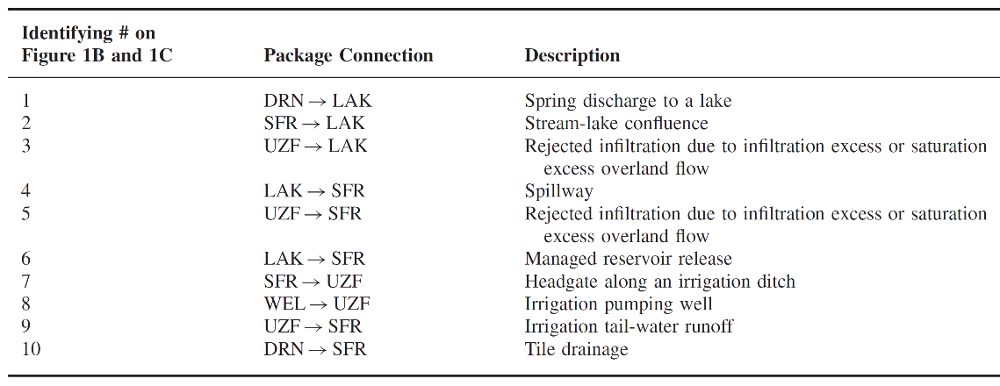 Identifying # on
Figure 1B and 1C Package Connection Description
1 DRN → LAK Spring discharge to a lake
2 SFR → LAK Stream-lake confluence
3 UZF → LAK Rejected infiltration due to infiltration excess or saturation
excess overland flow
4 LAK → SFR Spillway
5 UZF → SFR Rejected infiltration due to infiltration excess or saturation
excess overland flow
6 LAK → SFR Managed reservoir release
7 SFR → UZF Headgate along an irrigation ditch
8 WEL → UZF Irrigation pumping well
9 UZF → SFR Irrigation tail-water runoff
10 DRN → SFR Tile drainage